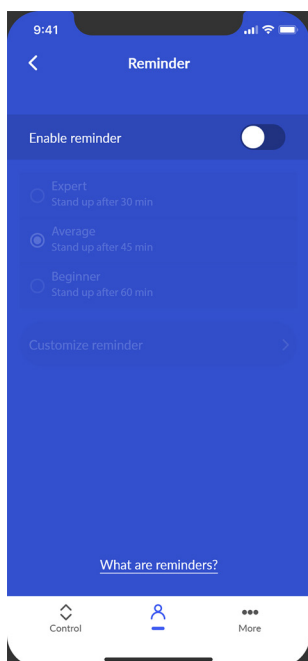 9:41
Reminder
Enable reminder
Expert
Stand up after 30 min
Average
Stand up after 45 min
Beginner
Stand up after 60 min
Customize reminder
What are reminders?
Control
More